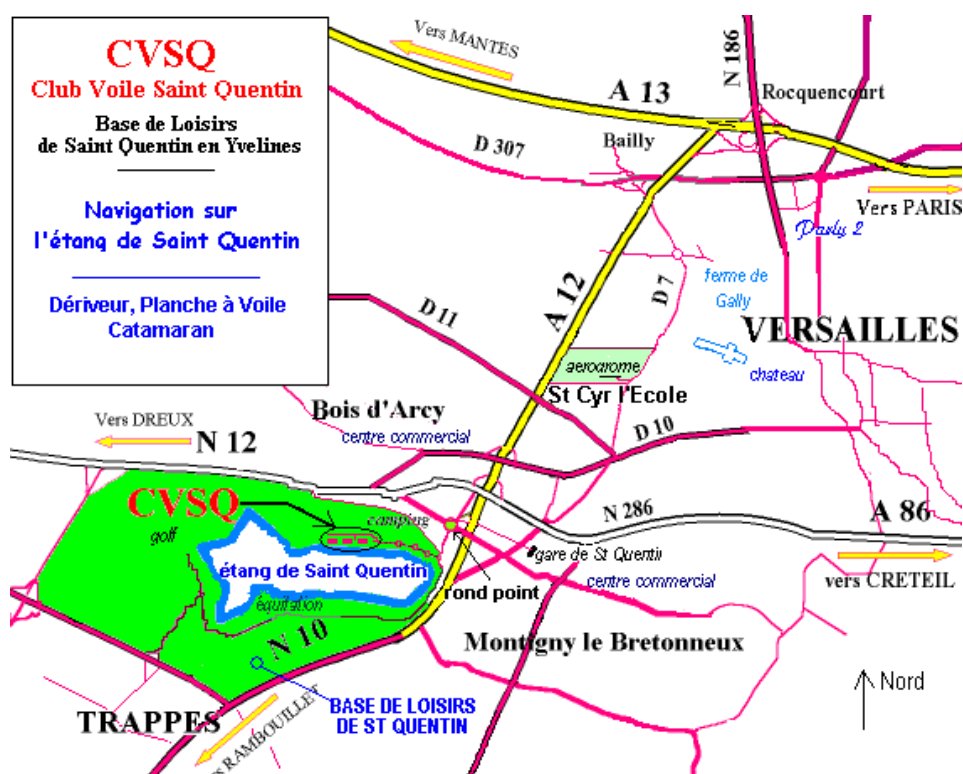 CVSQ
Club Voile Saint Quentin
Base de Loisirs
de Saint Quentin en Yvelines
Navigation sur
l'étang de Saint Quentin
Dériveur, Planche à Voile
Catamaran
Vers MANTES
A 13
N 186
Rocquencourt
Bailly
D 307
Vers PARIS
Parly 2
A 12
D 7
ferme de
Gally
D 11
VERSAILLES
aerodrome
chateau
St Cyr l'Ecole
Bois d'Arcy
centre commercial
D 10
Vers DREUX
N 12
CVSQ
camping
golf
N 286
A 86
gare de St Quentin
étang de Saint Quentin
rond point
centre commercial
vers CRETEIL
équitation
N 10
Montigny le Bretonneux
Nord
BASE DE LOISIRS
DE ST QUENTIN
TRAPPES
RAMBOUILLET